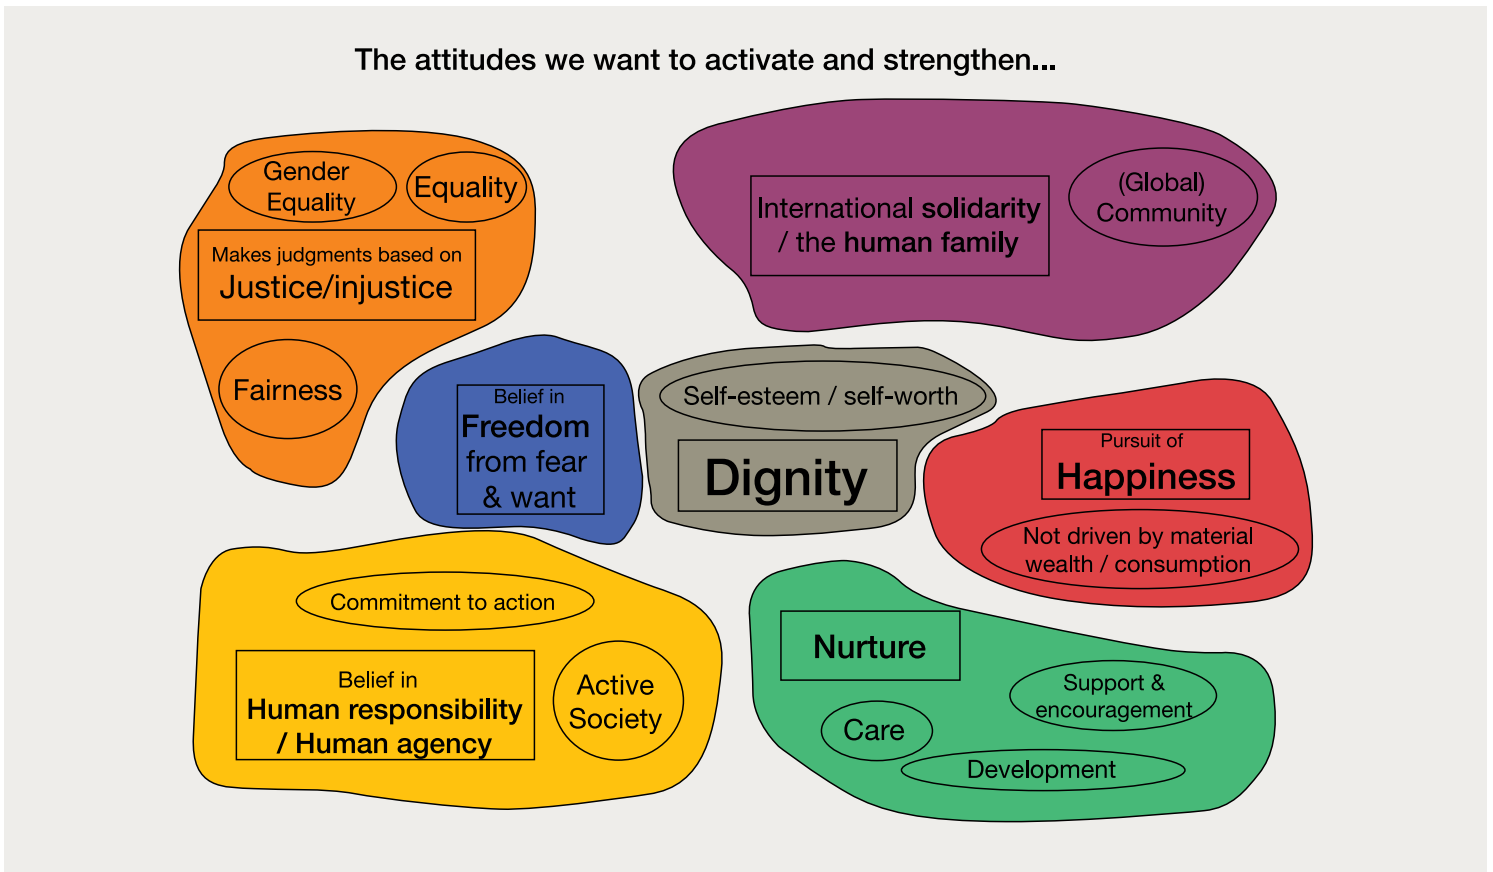 The attitudes we want to activate and strengthen...
Gender
Equality
Equality
Makes judgments based on
Justice/injustice
Fairness
International solidarity
/ the human family
(Global)
Community
Belief in
Freedom
from fear
& want
Self-esteem / self-worth
Dignity
Pursuit of
Happiness
Not driven by material
wealth / consumption
Commitment to action
Belief in
Human responsibility
/ Human agency
Active
Society
Nurture
Support &
encouragement
Care
Development